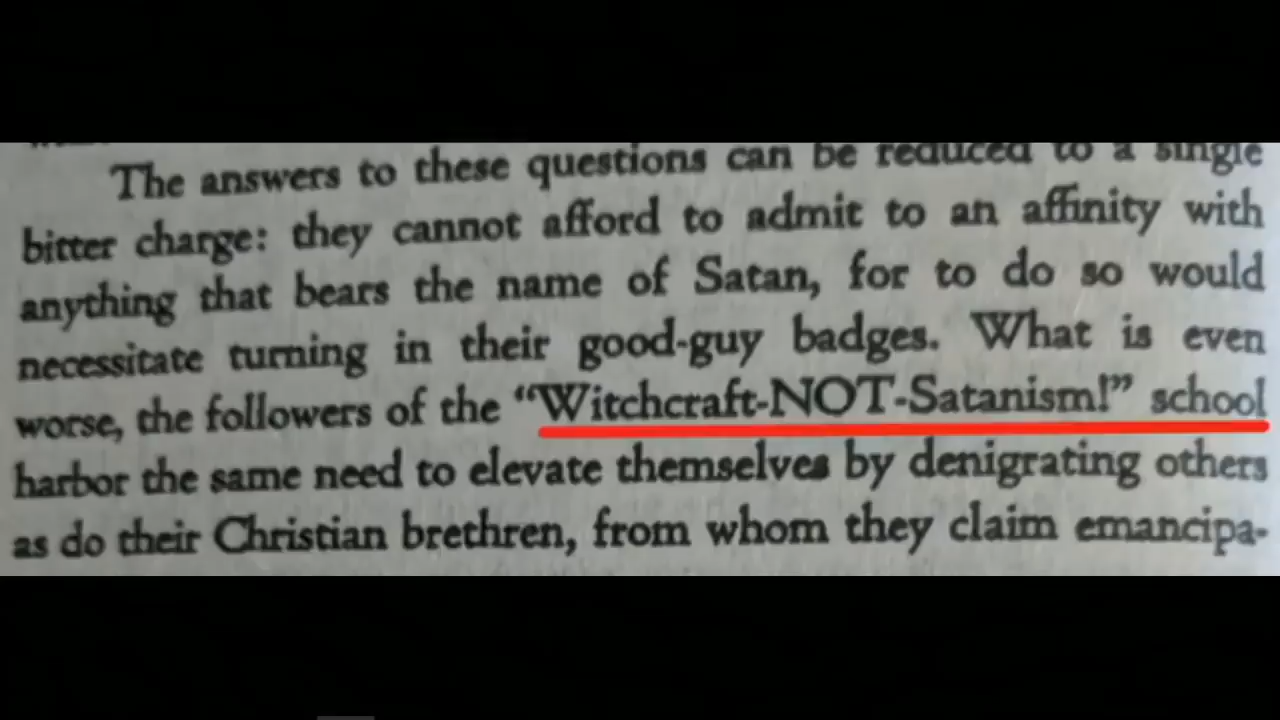 The answers to these questions can be reduced to a single
bitter charge: they cannot afford to admit to an affinity with
anything that bears the name of Satan, for to do so would
necessitate turning in their good-guy badges. What is even
worse, the followers of the “Witchcraft-NOT-Satanism!” school
harbor the same need to elevate themselves by denigrating others
as do their Christian brethren, from whom they claim emancipa-